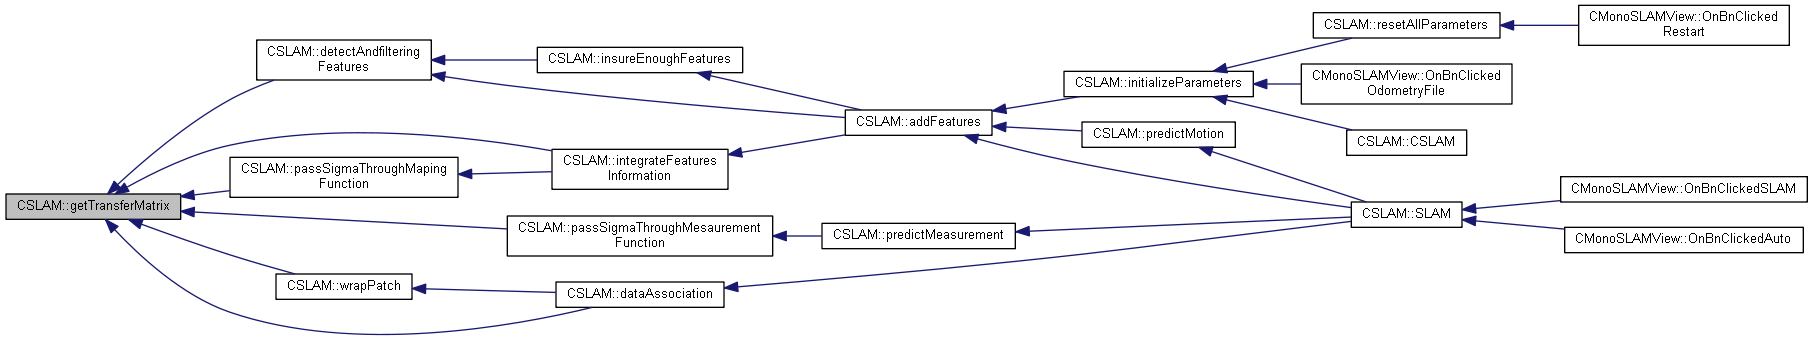 CSLAM::getTransferMatrix
CSLAM::detectAndfiltering
Features
CSLAM::passSigmaThroughMaping
Function
CSLAM::wrapPatch
CSLAM::insureEnoughFeatures
CSLAM::integrateFeatures
Information
CSLAM::passSigmaThroughMesaurement
Function
CSLAM::dataAssociation
CSLAM::addFeatures
CSLAM::predictMeasurement
CSLAM::initializeParameters
CSLAM::predictMotion
CSLAM::resetAllParameters
CMonoSLAMView::OnBnClicked
OdometryFile
CSLAM::CSLAM
CSLAM::SLAM
CMonoSLAMView::OnBnClicked
Restart
CMonoSLAMView::OnBnClickedSLAM
CMonoSLAMView::OnBnClickedAuto